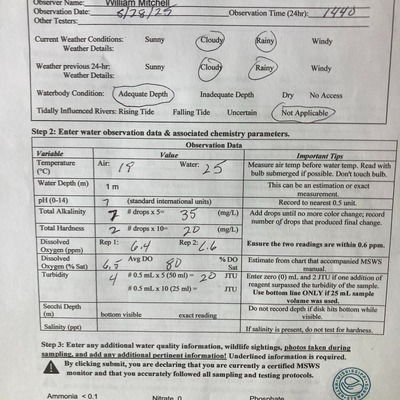 Observer Name: William Mitchell
Observation Date: 8/28/25 Observation Time (24hr): 1440
Other Testers:
Current Weather Conditions: Sunny Cloudy Rainy Windy
Weather Details:
Weather previous 24-hr: Sunny Cloudy Rainy Windy
Weather Details:
Waterbody Condition: Adequate Depth Inadequate Depth Dry No Access
Tidally Influenced Rivers: Rising Tide Falling Tide Uncertain Not Applicable
Step 2: Enter water observation data & associated chemistry parameters.
Observation Data
Variable Value Important Tips
Temperature (°C) Air: 19 Water: 25 Measure air temp before water temp. Read with
bulb submerged if possible. Don't touch bulb.
Water Depth (m) 1 m This can be an estimation or exact
measurement.
pH (0-14) 7 (standard international units) Record to nearest 0.5 unit.
Total Alkalinity 7 # drops x 5= 35 (mg/L) Add drops until no more color change; record
number of drops that produced final change.
Total Hardness 2 # drops x 10= 20 (mg/L)
Dissolved Oxygen (ppm) Rep 1: 6.4 Rep 2: 6.6 Ensure the two readings are within 0.6 ppm.
Dissolved Oxygen (% Sat) 6.5 Avg DO 80 % DO Sat Estimate from chart that accompanied MSWS
manual.
Turbidity 4 # 0.5 mL x 5 (50 ml) = 20 JTU Enter zero (0) mL, and 2 JTU if one addition of
reagent surpassed the turbidity of the sample.
# 0.5 mL x 10 (25 ml) = JTU Use bottom line ONLY if 25 mL sample
volume was used.
Secchi Depth (m) bottom visible exact reading Do not record depth if disk hits bottom while
visible.
Salinity (ppt) If salinity is present, do not test for hardness.
Step 3: Enter any additional water quality information, wildlife sightings, photos taken during
sampling, and add any additional pertinent information! Underlined information is required.
By clicking submit, you are declaring that you are currently a certified MSWS
monitor and that you accurately followed all sampling and testing protocols.
Ammonia < 0.1 Nitrate 0 Phosphate